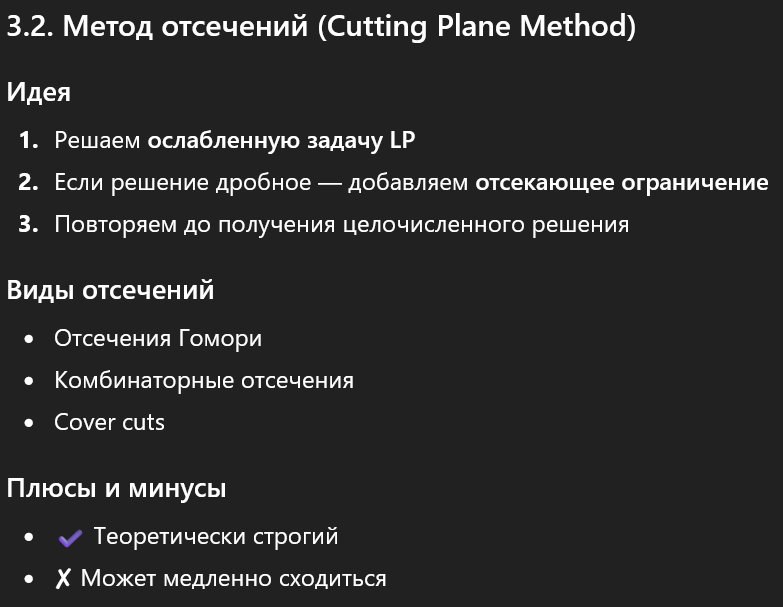 3.2. Метод отсечений (Cutting Plane Method)
Идея
1. Решаем ослабленную задачу LP
2. Если решение дробное — добавляем отсекающее ограничение
3. Повторяем до получения целочисленного решения
Виды отсечений
• Отсечения Гомори
• Комбинаторные отсечения
• Cover cuts
Плюсы и минусы
• ✔ Теоретически строгий
• ✗ Может медленно сходиться